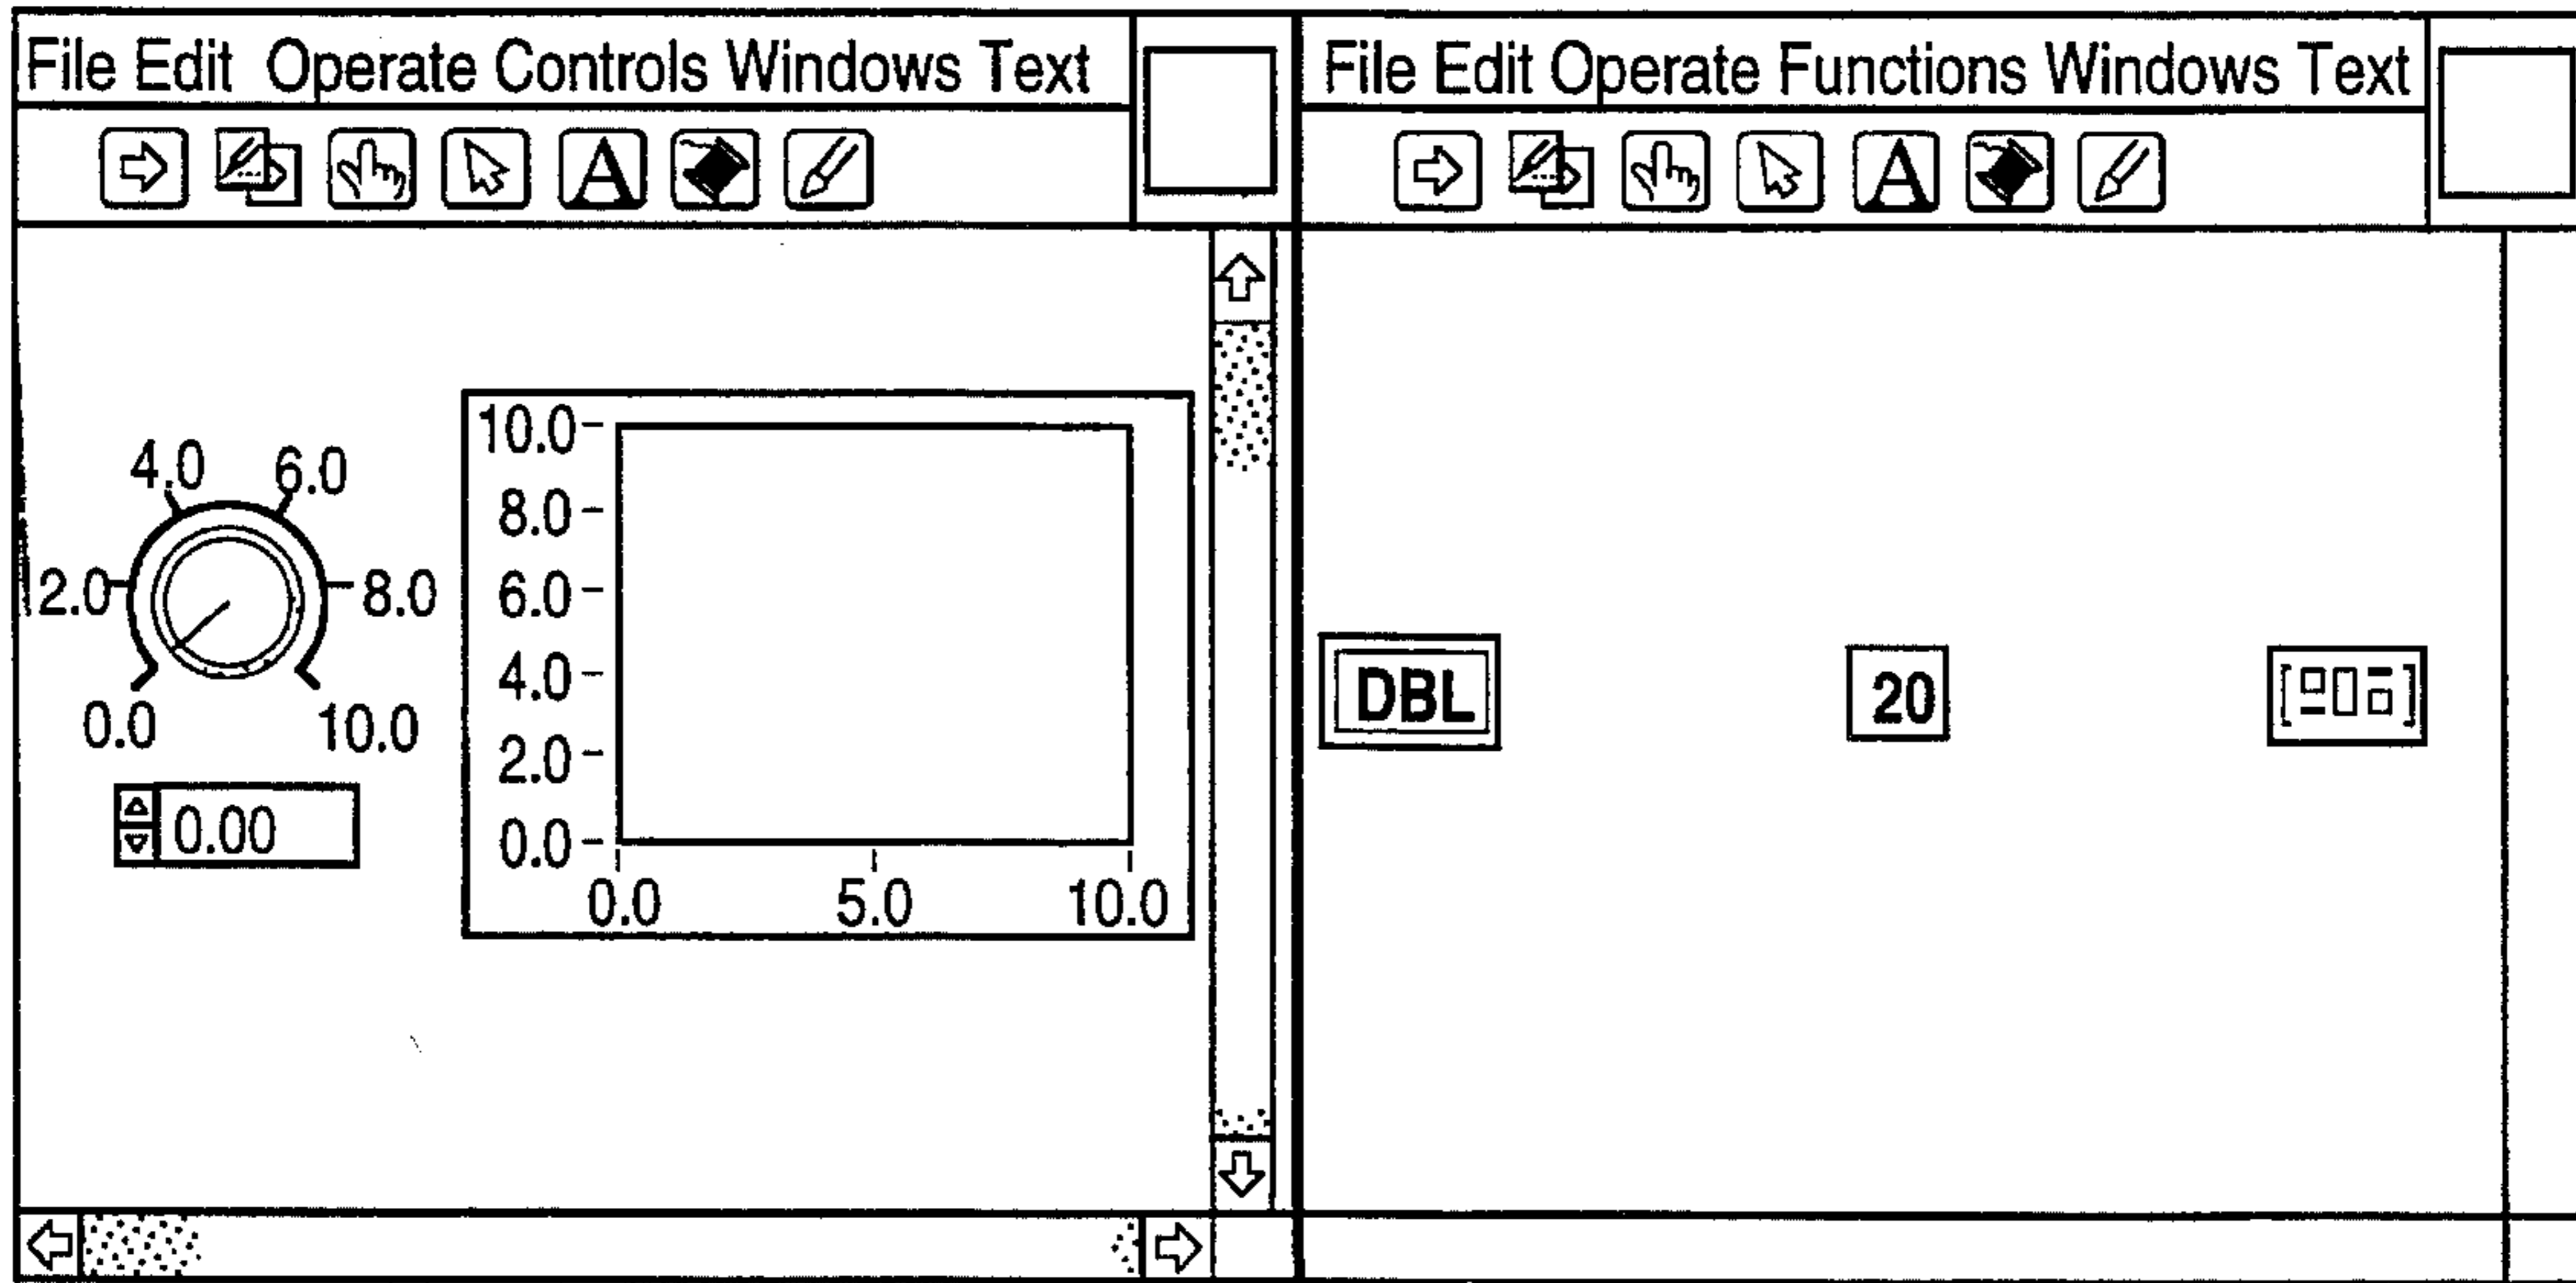 File Edit Operate Controls Windows Text
A
10.0
8.0
6.0
4.0
2.0
0.0
0.0 5.0 10.0
4.0 6.0
2.0 8.0
0.0 10.0
0.00
File Edit Operate Functions Windows Text
A
DBL
20